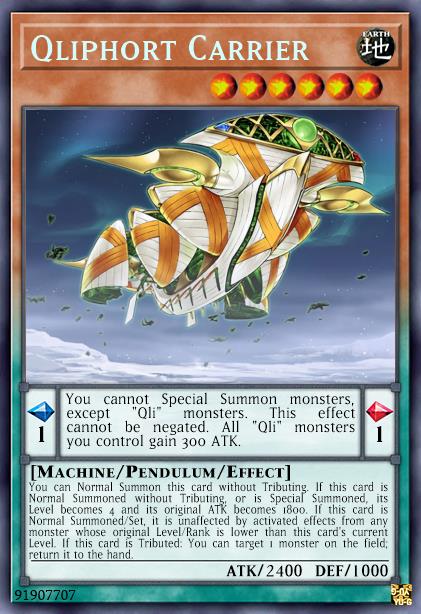 Qliphort Carrier
EARTH
地
You cannot Special Summon monsters,
except "Qli" monsters. This effect
cannot be negated. All "Qli" monsters
you control gain 300 ATK.
1
1
[Machine/Pendulum/Effect]
You can Normal Summon this card without Tributing. If this card is
Normal Summoned without Tributing, or is Special Summoned, its
Level becomes 4 and its original ATK becomes 1800. If this card is
Normal Summoned/Set, it is unaffected by activated effects from any
monster whose original Level/Rank is lower than this card's current
Level. If this card is Tributed: You can target 1 monster on the field;
return it to the hand.
ATK/2400 DEF/1000
91907707